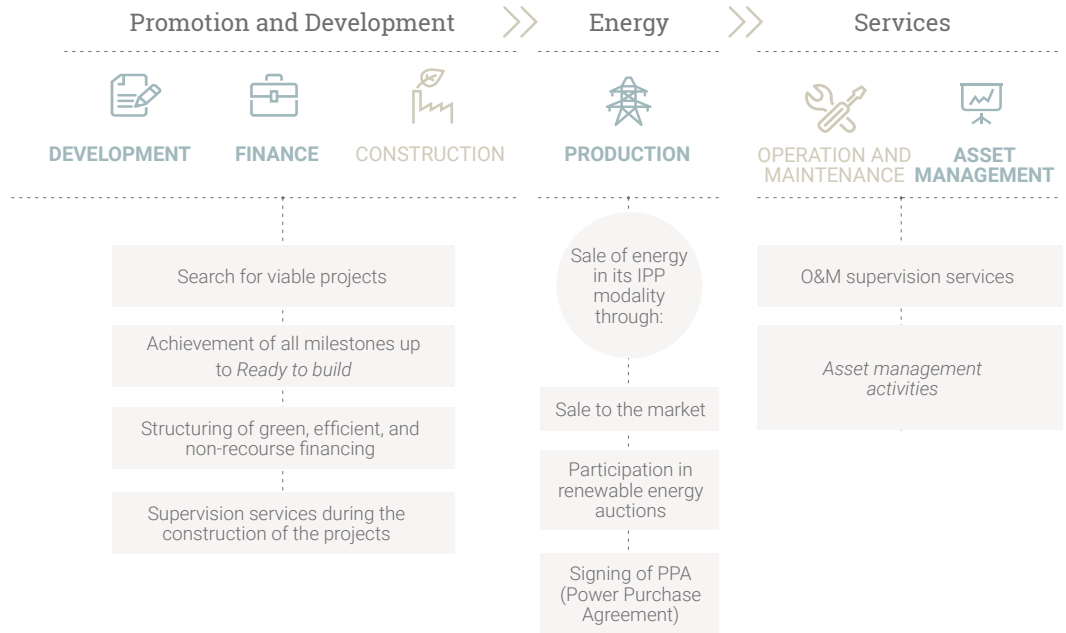 Promotion and Development
Energy
Services
DEVELOPMENT
FINANCE
CONSTRUCTION
PRODUCTION
OPERATION AND
MAINTENANCE
ASSET
MANAGEMENT
Search for viable projects
Achievement of all milestones up
to Ready to build
Structuring of green, efficient, and
non-recourse financing
Supervision services during the
construction of the projects
Sale of energy
in its IPP
modality
through:
Sale to the market
Participation in
renewable energy
auctions
Signing of PPA
(Power Purchase
Agreement)
O&M supervision services
Asset management
activities